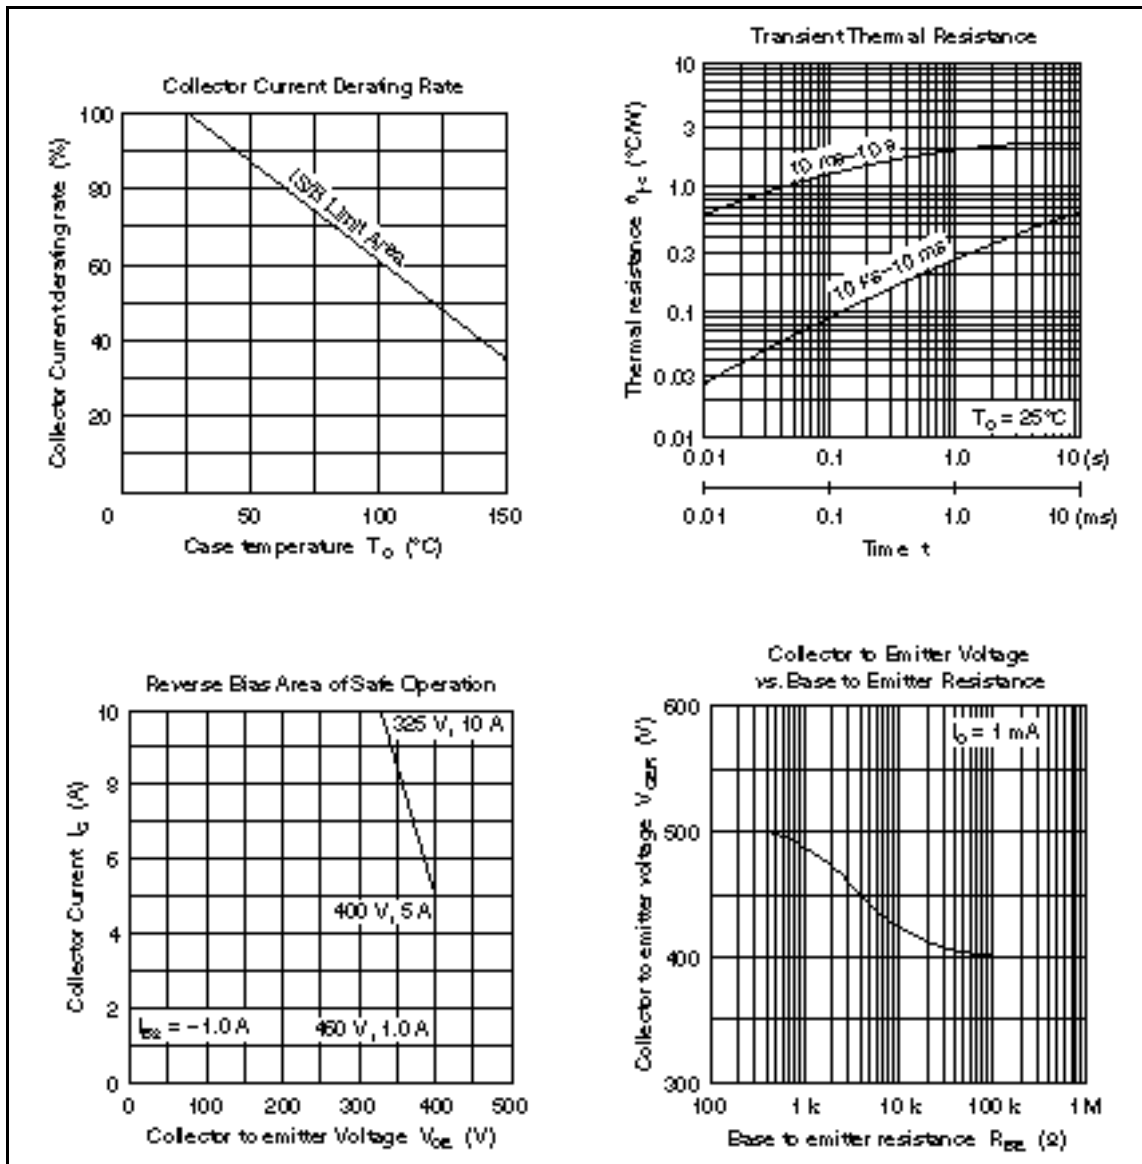 Collector Current Derating Rate
Collector Current derating rate (%)
100
80
60
40
20
0
50
100
150
IS/B Limit Area
Case temperature T_C (°C)
Transient Thermal Resistance
Thermal resistance θ_j-c (°C/W)
10
3
1.0
0.3
0.1
0.03
0.01
10 ms–10 s
10 µs–10 ms
T_C = 25°C
0.01
0.1
1.0
10 (s)
0.01
0.1
1.0
10 (ms)
Time t
Reverse Bias Area of Safe Operation
Collector Current I_C (A)
10
8
6
4
2
0
325 V, 10 A
400 V, 5 A
450 V, 1.0 A
I_B2 = –1.0 A
0
100
200
300
400
500
Collector to emitter Voltage V_CE (V)
Collector to Emitter Voltage
vs. Base to Emitter Resistance
Collector to emitter voltage V_CER (V)
600
500
400
300
I_C = 1 mA
100
1 k
10 k
100 k
1 M
Base to emitter resistance R_BE (Ω)